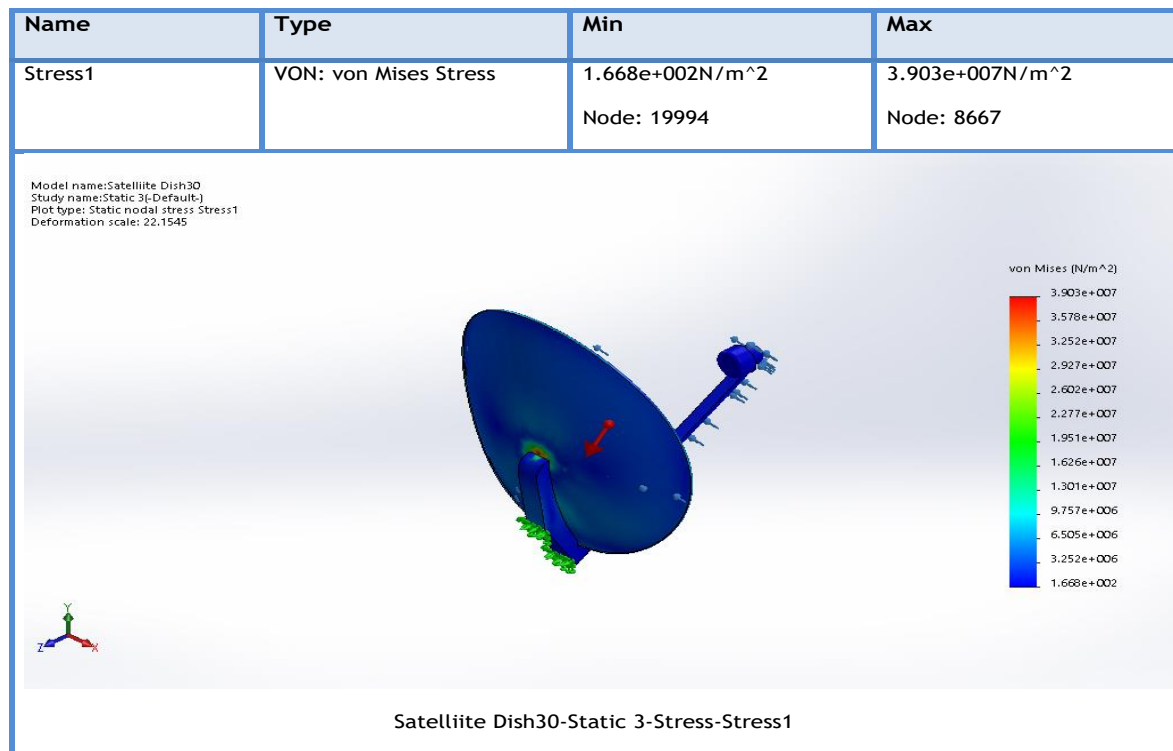 Name Type Min Max
Stress1 VON: von Mises Stress 1.668e+002N/m^2 3.903e+007N/m^2
Node: 19994 Node: 8667
Model name:Satelliite Dish30
Study name:Static 3(-Default-)
Plot type: Static nodal stress Stress1
Deformation scale: 22.1545
von Mises (N/m^2)
3.903e+007
3.578e+007
3.252e+007
2.927e+007
2.602e+007
2.277e+007
1.951e+007
1.626e+007
1.301e+007
9.757e+006
6.505e+006
3.252e+006
1.668e+002
Y
Z X
Satelliite Dish30-Static 3-Stress-Stress1